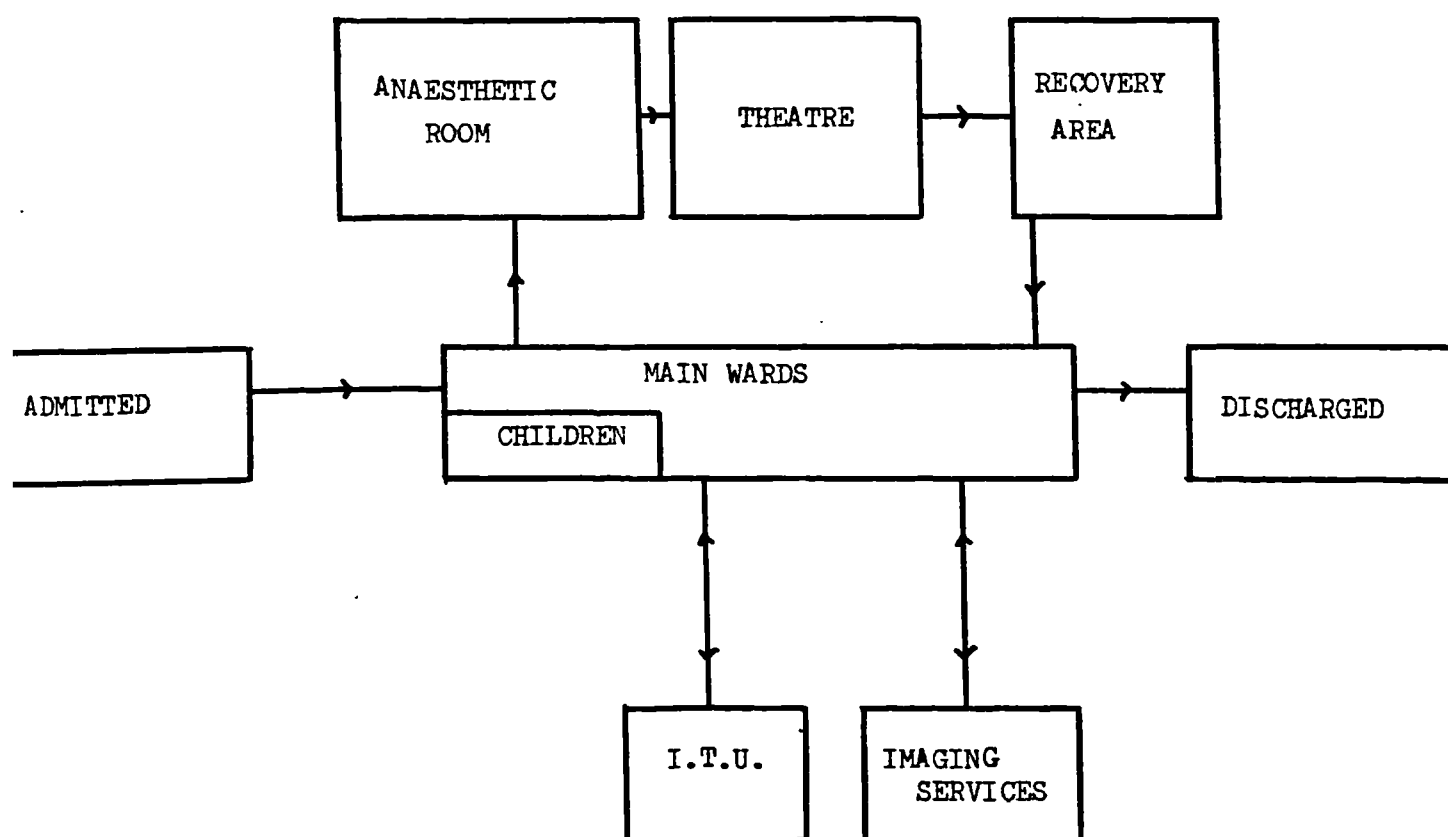 ANAESTHETIC
ROOM
THEATRE
RECOVERY
AREA
ADMITTED
MAIN WARDS
CHILDREN
DISCHARGED
I.T.U.
IMAGING
SERVICES